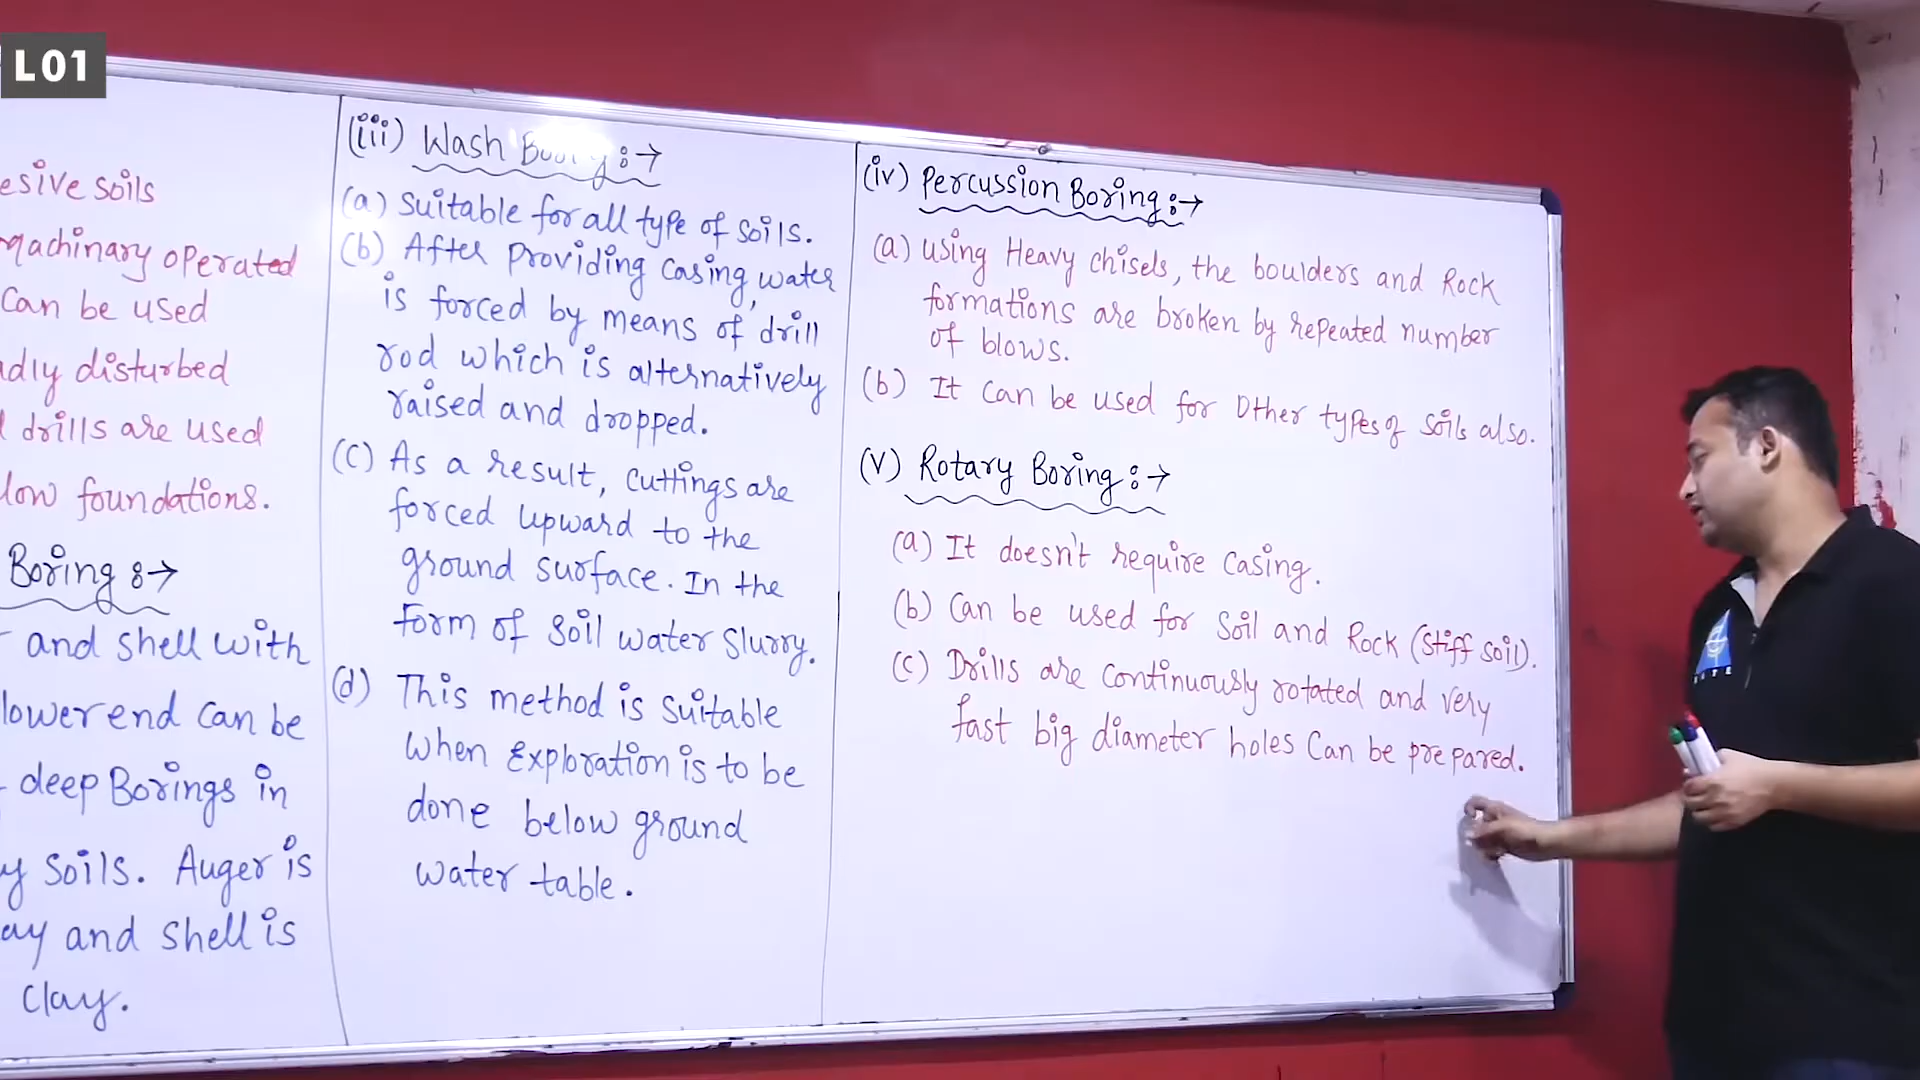 L01
esive soils
machinary operated
Can be used
adly disturbed
drills are used
low foundations.
Boring :→
and shell with
lower end can be
deep Borings in
y soils. Auger is
ay and shell is
clay.
(iii) Wash :→
(a) Suitable for all type of soils.
(b) After providing casing, water
is forced by means of drill
rod which is alternatively
raised and dropped.
(c) As a result, cuttings are
forced upward to the
ground surface. In the
form of soil water slurry.
(d) This method is suitable
when Exploration is to be
done below ground
water table.
(iv) Percussion Boring :→
(a) using Heavy chisels, the boulders and Rock
formations are broken by repeated number
of blows.
(b) It can be used for Other types of soils also.
(v) Rotary Boring :→
(a) It doesn't require casing.
(b) Can be used for soil and Rock (stiff soil).
(c) Drills are continuously rotated and very
fast big diameter holes can be prepared.